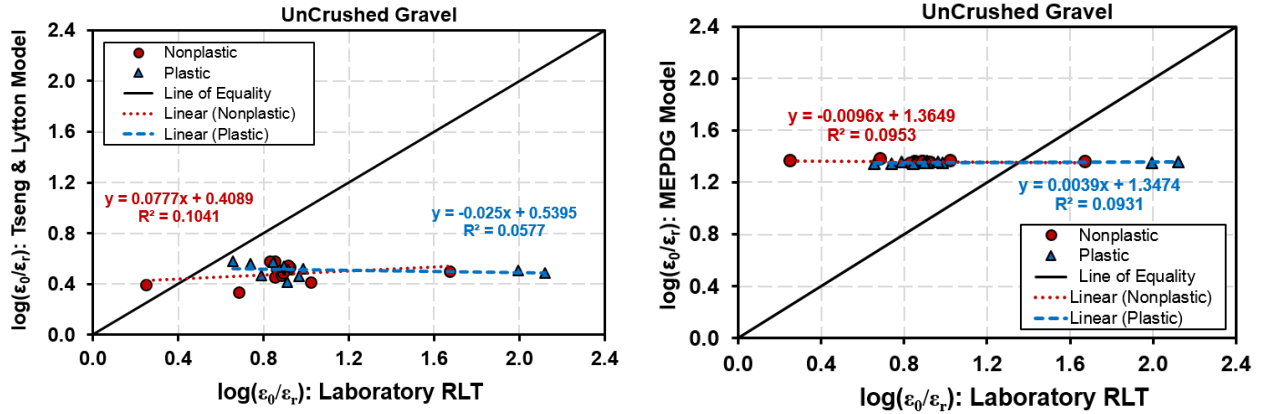 UnCrushed Gravel
log(ε₀/εᵣ): Tseng & Lytton Model
2.4
2.0
1.6
1.2
0.8
0.4
0.0
Nonplastic
Plastic
Line of Equality
Linear (Nonplastic)
Linear (Plastic)
y = 0.0777x + 0.4089
R² = 0.1041
y = -0.025x + 0.5395
R² = 0.0577
0.0 0.4 0.8 1.2 1.6 2.0 2.4
log(ε₀/εᵣ): Laboratory RLT
UnCrushed Gravel
log(ε₀/εᵣ): MEPDG Model
2.4
2.0
1.6
1.2
0.8
0.4
0.0
y = -0.0096x + 1.3649
R² = 0.0953
y = 0.0039x + 1.3474
R² = 0.0931
Nonplastic
Plastic
Line of Equality
Linear (Nonplastic)
Linear (Plastic)
0.0 0.4 0.8 1.2 1.6 2.0 2.4
log(ε₀/εᵣ): Laboratory RLT